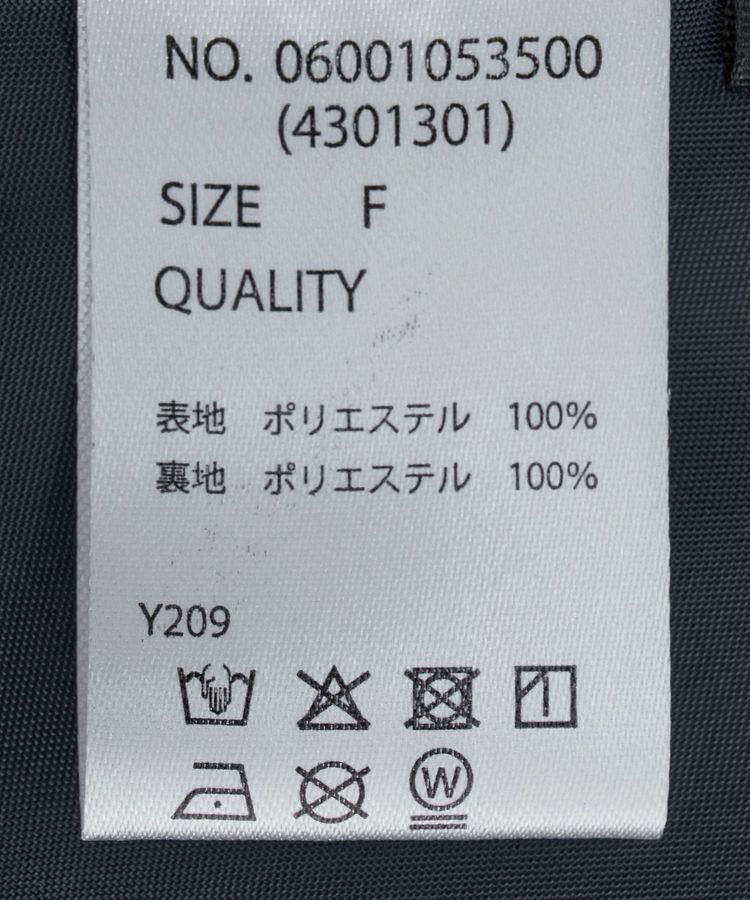 NO. 06001053500
(4301301)
SIZE F
QUALITY
表地 ポリエステル 100%
裏地 ポリエステル 100%
Y209
W